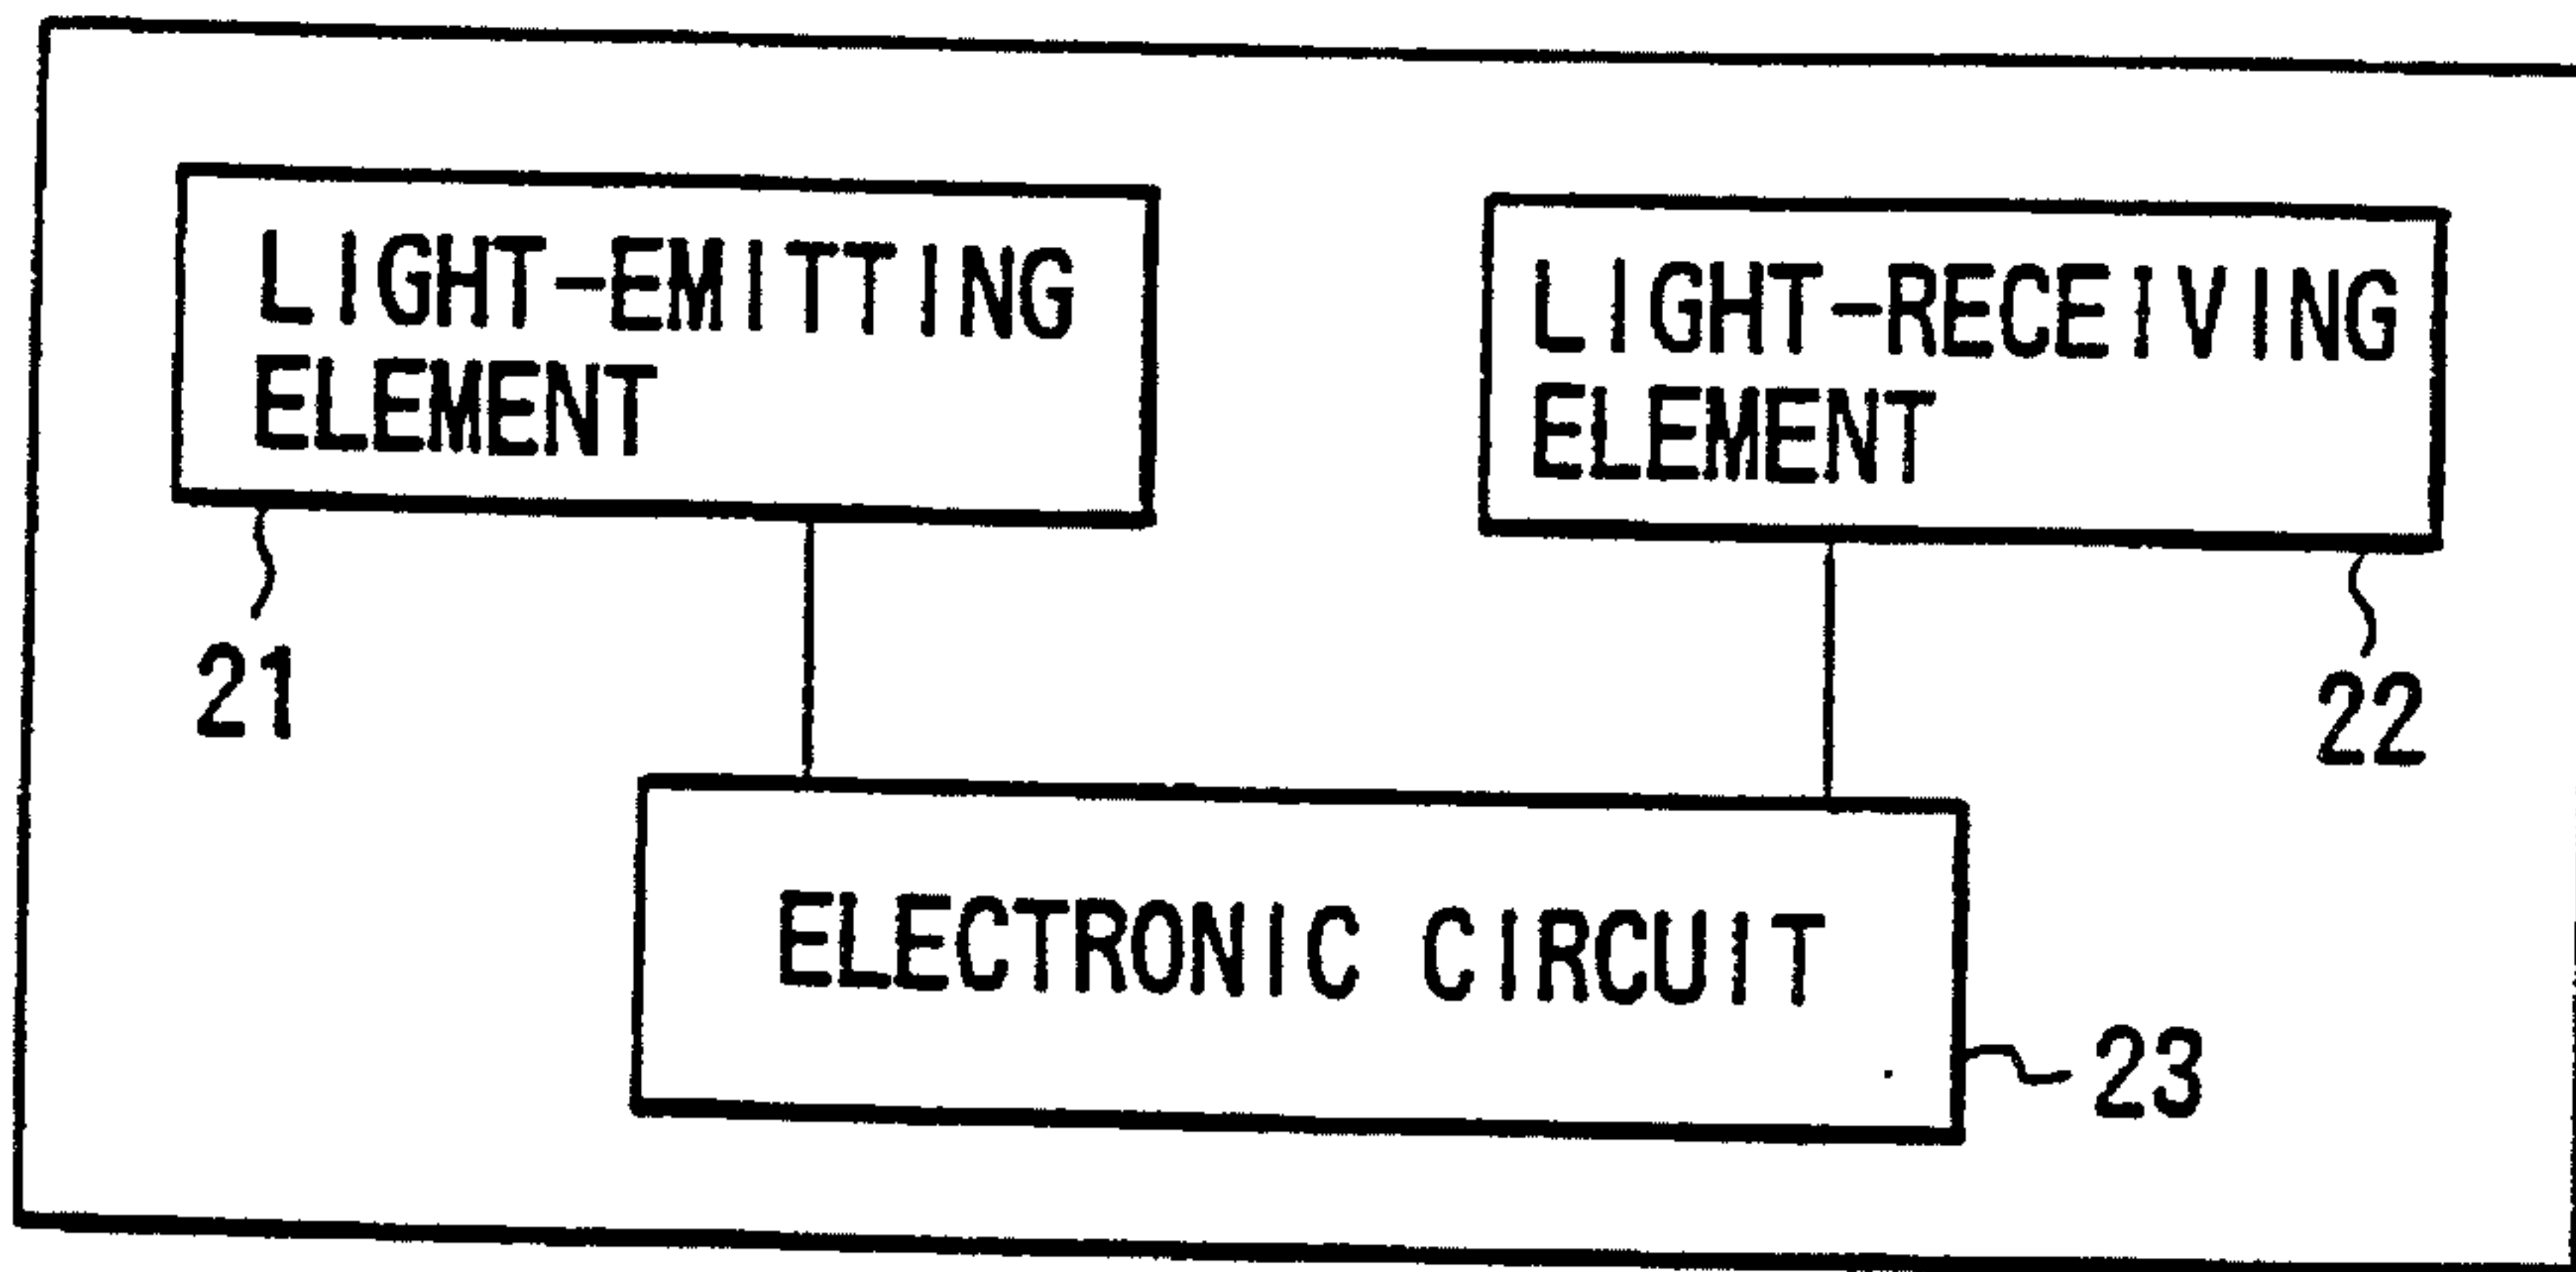 LIGHT-EMITTING
ELEMENT
LIGHT-RECEIVING
ELEMENT
21
22
ELECTRONIC CIRCUIT
23